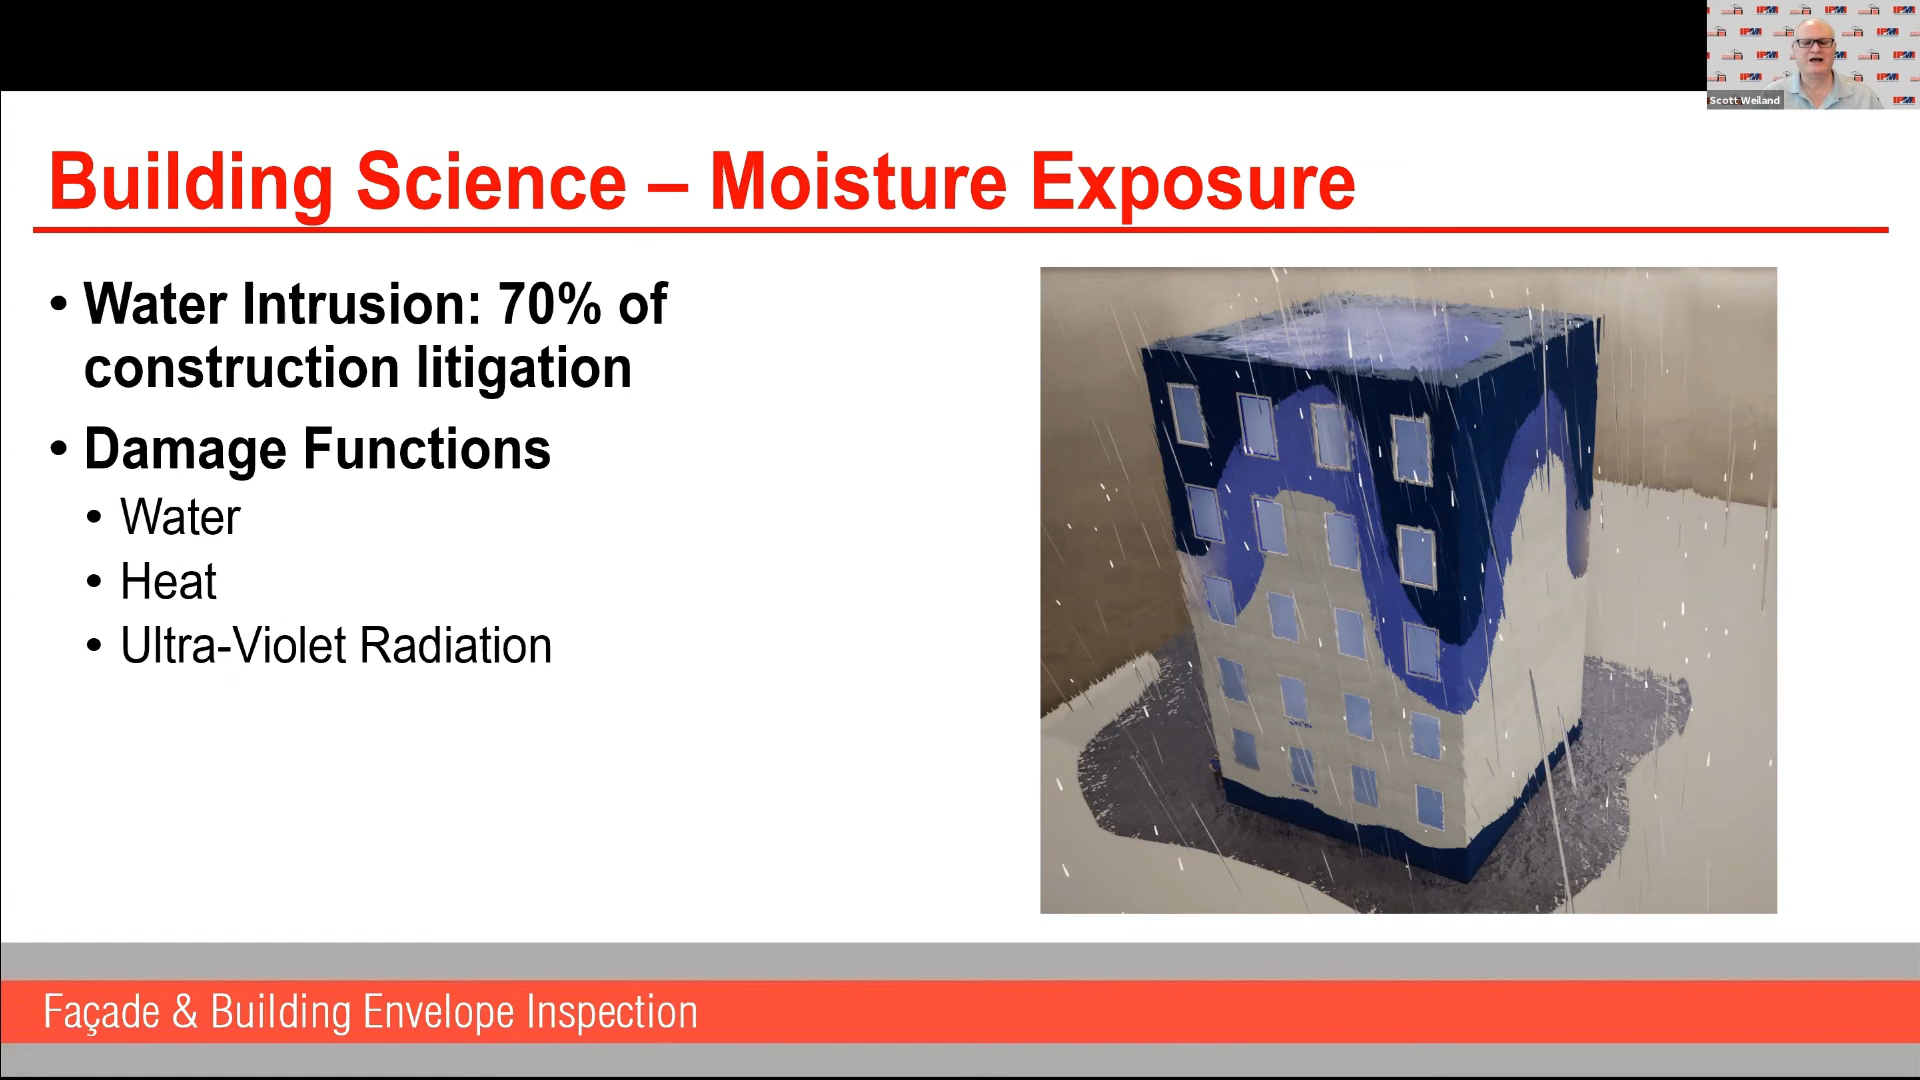 IPMI
Scott Weiland
Building Science – Moisture Exposure
• Water Intrusion: 70% of
construction litigation
• Damage Functions
• Water
• Heat
• Ultra-Violet Radiation
Façade & Building Envelope Inspection